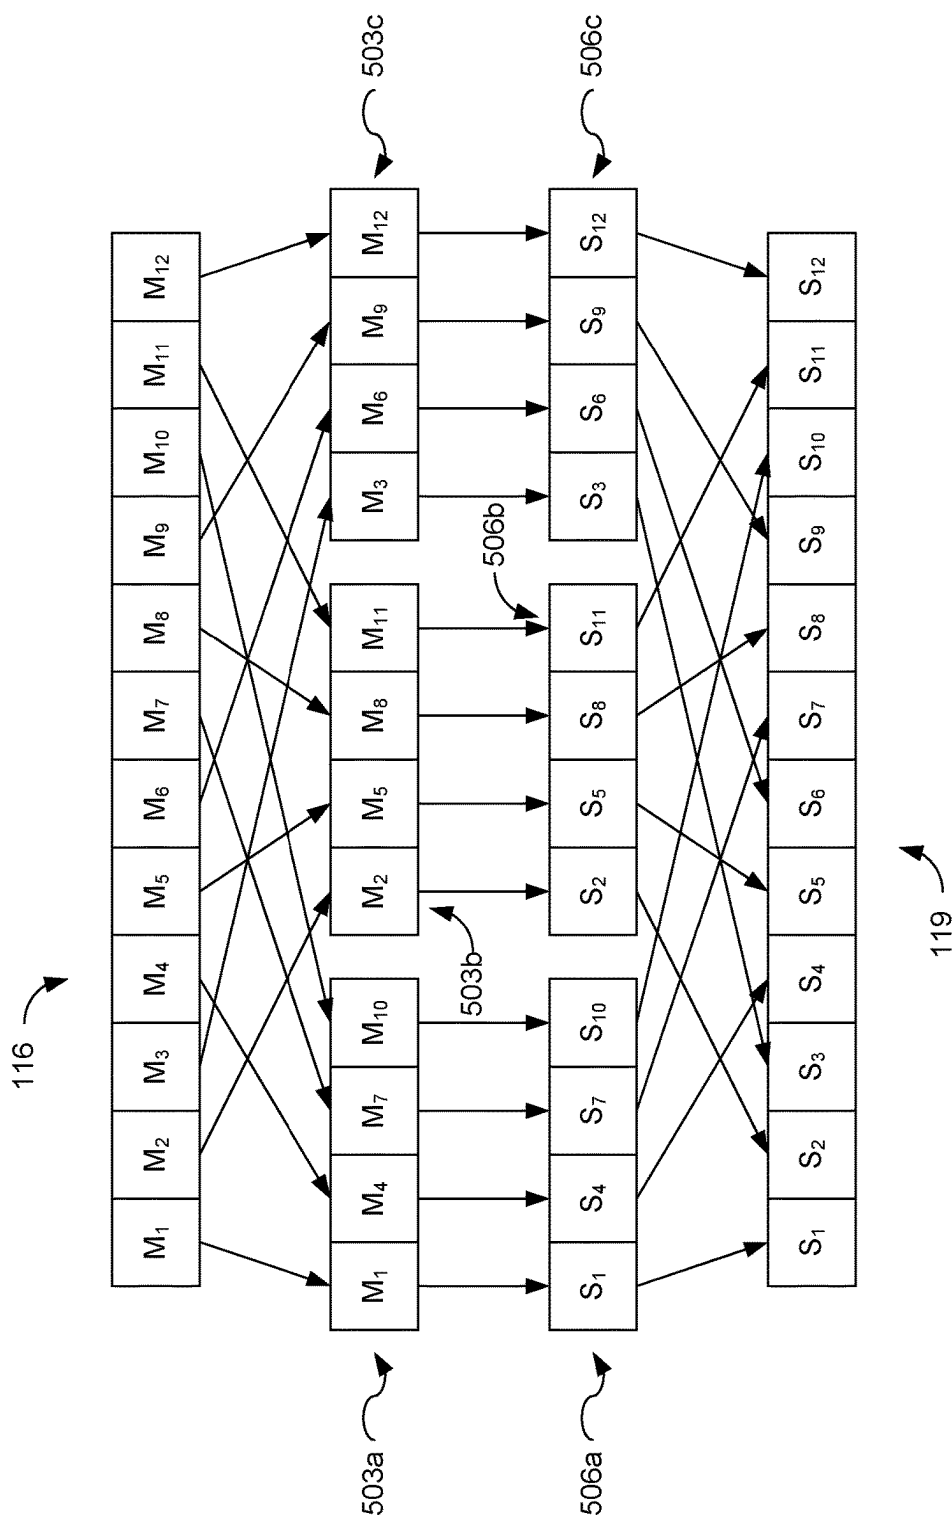 116
M₁ M₂ M₃ M₄ M₅ M₆ M₇ M₈ M₉ M₁₀ M₁₁ M₁₂
503a
M₁ M₄ M₇ M₁₀
M₂ M₅ M₈ M₁₁
M₃ M₆ M₉ M₁₂
503c
503b
506b
506a
S₁ S₄ S₇ S₁₀
S₂ S₅ S₈ S₁₁
S₃ S₆ S₉ S₁₂
506c
S₁ S₂ S₃ S₄ S₅ S₆ S₇ S₈ S₉ S₁₀ S₁₁ S₁₂
119